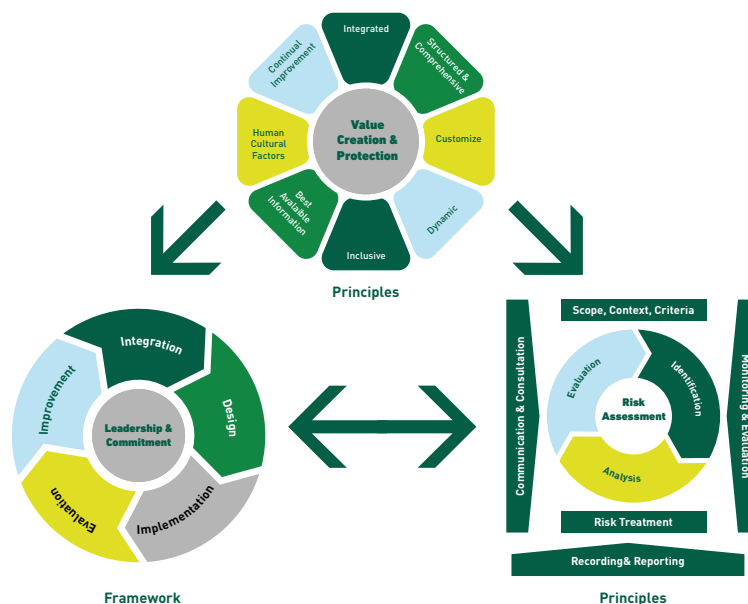 Integrated
Structured &
Comprehensive
Customize
Dynamic
Inclusive
Best
Avalaible
Information
Human
Cultural
Factors
Continual
Improvement
Value
Creation &
Protection
Principles
Integration
Design
Implementation
Evaluation
Improvement
Leadership &
Commitment
Framework
Scope, Context, Criteria
Communication & Consultation
Monitoring & Evaluation
Identification
Analysis
Evaluation
Risk
Assessment
Risk Treatment
Recording& Reporting
Principles